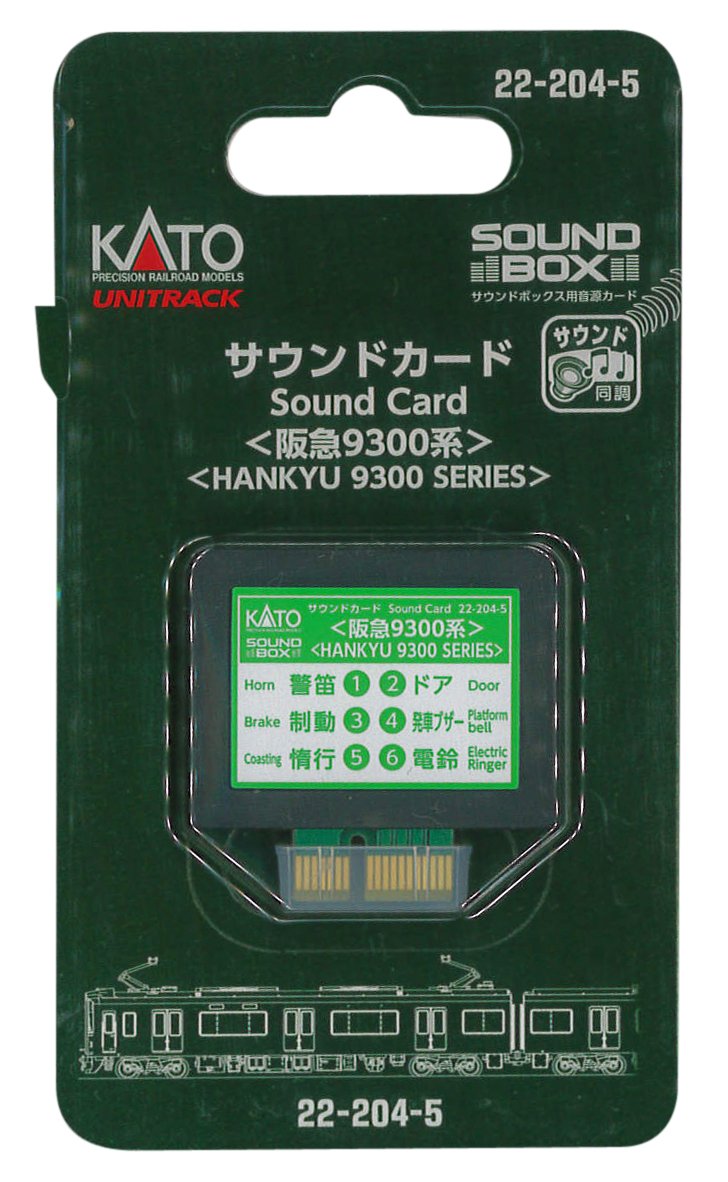 22-204-5
KATO
PRECISION RAILROAD MODELS
UNITRACK
SOUND
BOX
サウンドボックス用音源カード
サウンド
同調
サウンドカード
Sound Card
<阪急9300系>
<HANKYU 9300 SERIES>
KATO
サウンドカード Sound Card 22-204-5
<阪急9300系>
SOUND
BOX
<HANKYU 9300 SERIES>
Horn 警笛 1 2 ドア Door
Brake 制動 3 4 発車ブザー Platform bell
Coasting 惰行 5 6 電鈴 Electric Ringer
22-204-5